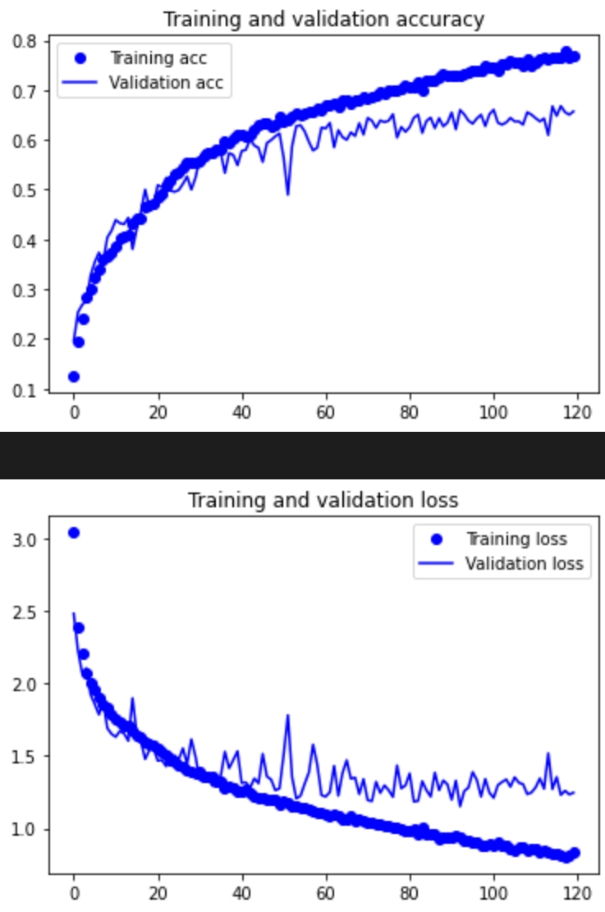 Training and validation accuracy
0.8
Training acc
Validation acc
0.7
0.6
0.5
0.4
0.3
0.2
0.1
0 20 40 60 80 100 120
Training and validation loss
3.0
Training loss
Validation loss
2.5
2.0
1.5
1.0
0 20 40 60 80 100 120